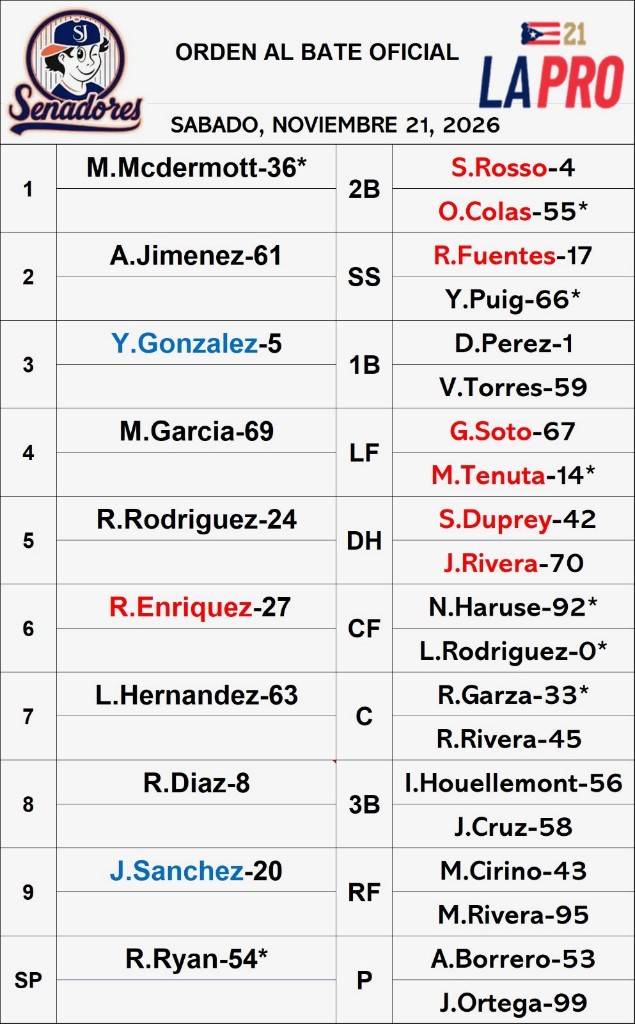 SJ
Senadores
ORDEN AL BATE OFICIAL
21
LA PRO
SABADO, NOVIEMBRE 21, 2026
1 M.Mcdermott-36* 2B S.Rosso-4
O.Colas-55*
2 A.Jimenez-61 SS R.Fuentes-17
Y.Puig-66*
3 Y.Gonzalez-5 1B D.Perez-1
V.Torres-59
4 M.Garcia-69 LF G.Soto-67
M.Tenuta-14*
5 R.Rodriguez-24 DH S.Duprey-42
J.Rivera-70
6 R.Enriquez-27 CF N.Haruse-92*
L.Rodriguez-0*
7 L.Hernandez-63 C R.Garza-33*
R.Rivera-45
8 R.Diaz-8 3B I.Houellemont-56
J.Cruz-58
9 J.Sanchez-20 RF M.Cirino-43
M.Rivera-95
SP R.Ryan-54* P A.Borrero-53
J.Ortega-99